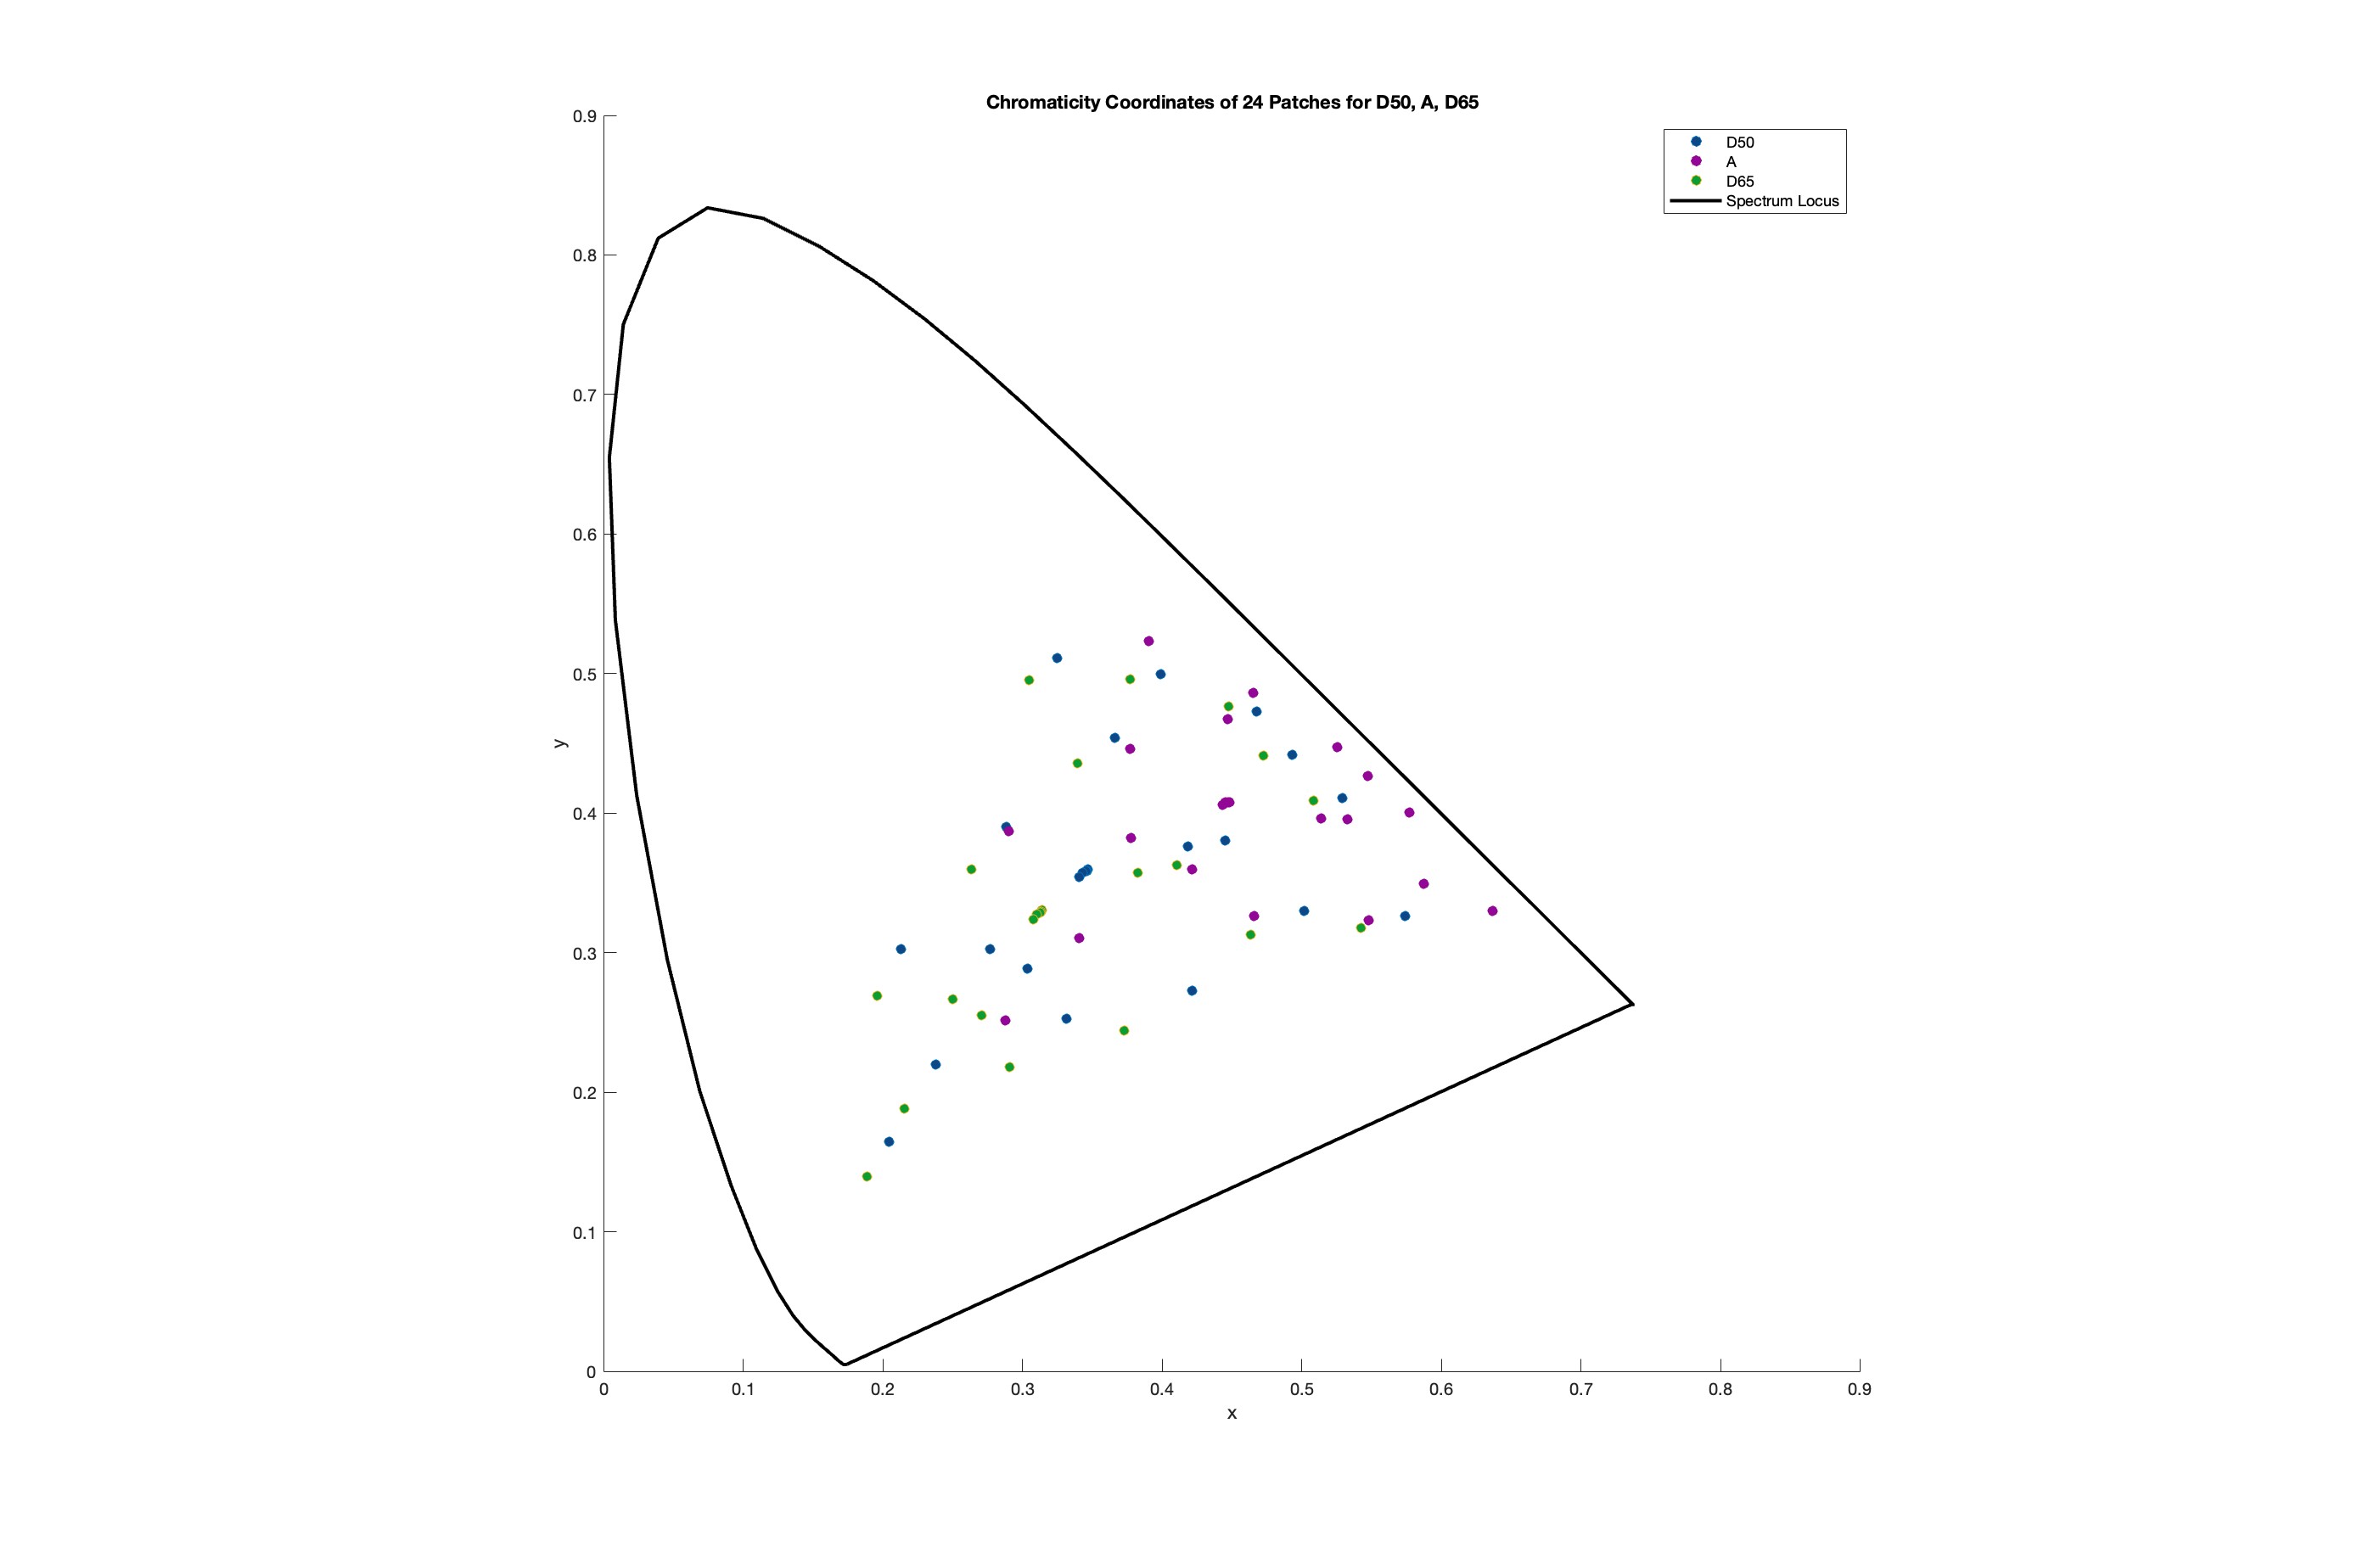 Chromaticity Coordinates of 24 Patches for D50, A, D65
D50
A
D65
Spectrum Locus
0.9
0.8
0.7
0.6
0.5
0.4
0.3
0.2
0.1
0
y
0 0.1 0.2 0.3 0.4 0.5 0.6 0.7 0.8 0.9
x